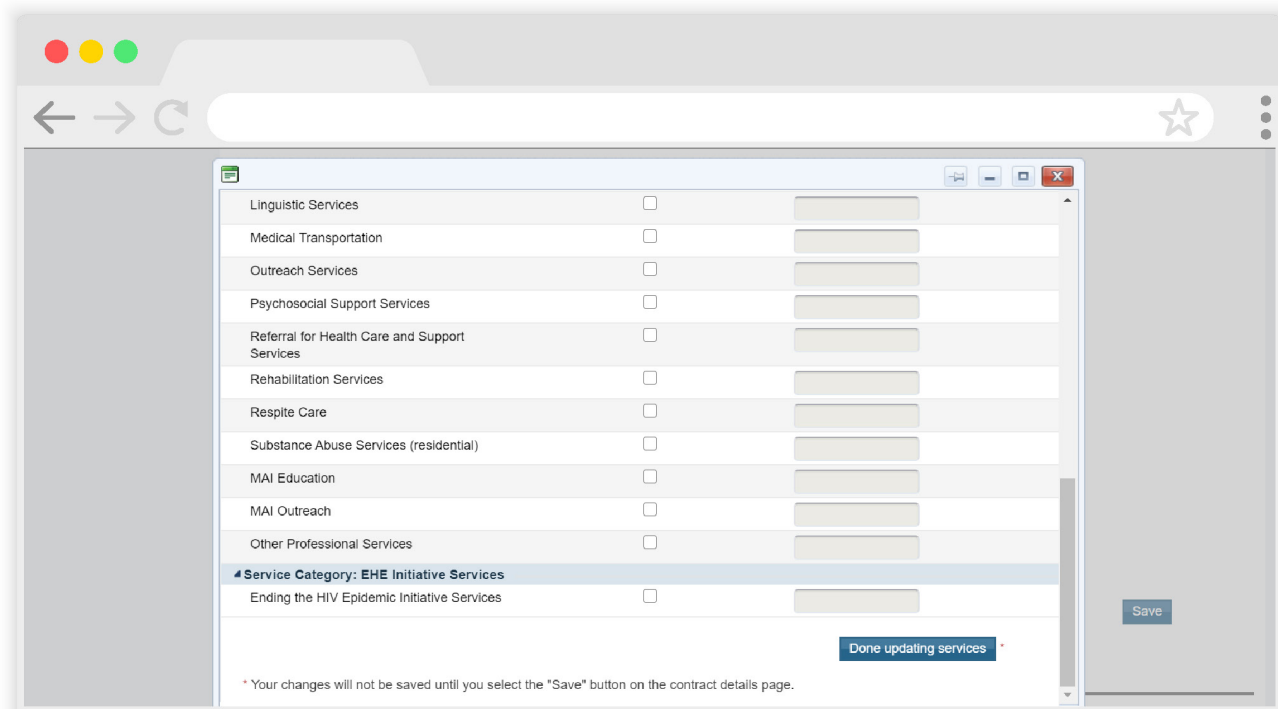 Linguistic Services
Medical Transportation
Outreach Services
Psychosocial Support Services
Referral for Health Care and Support
Services
Rehabilitation Services
Respite Care
Substance Abuse Services (residential)
MAI Education
MAI Outreach
Other Professional Services
Service Category: EHE Initiative Services
Ending the HIV Epidemic Initiative Services
Save
Done updating services *
* Your changes will not be saved until you select the "Save" button on the contract details page.